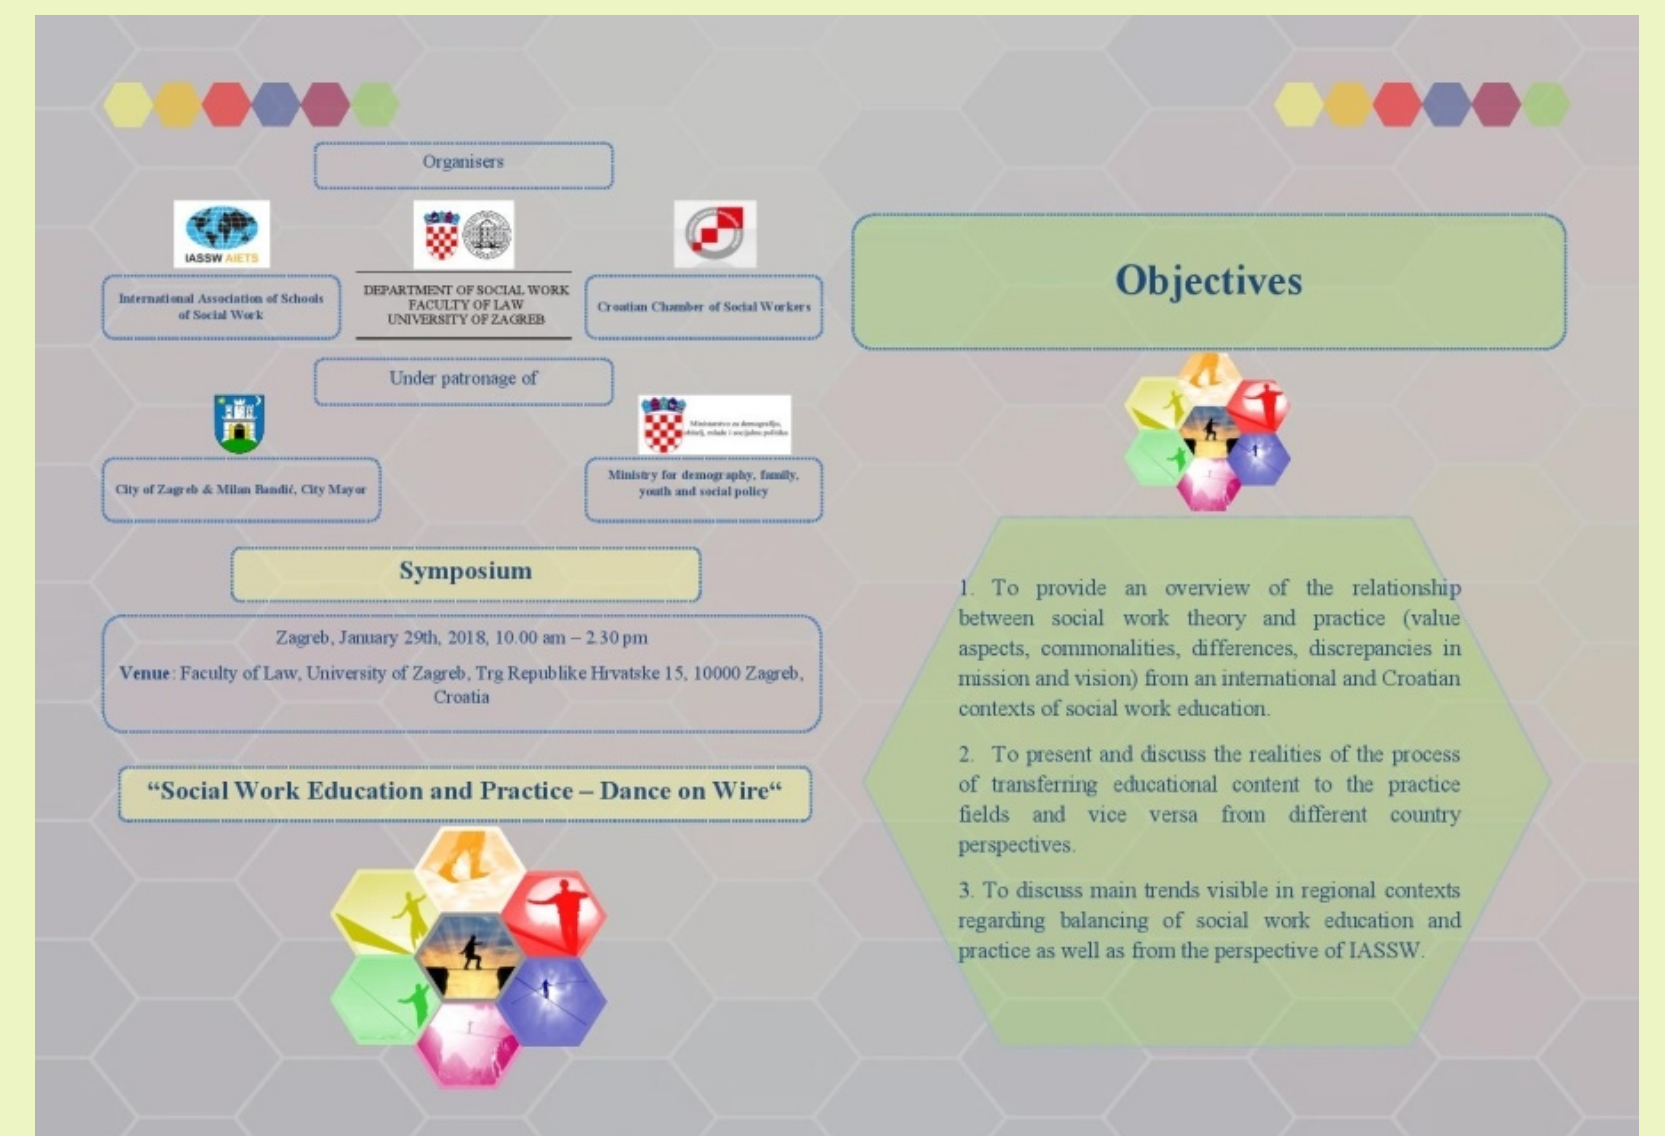 Organisers
IASSW AIETS
International Association of Schools
of Social Work
DEPARTMENT OF SOCIAL WORK
FACULTY OF LAW
UNIVERSITY OF ZAGREB
Croatian Chamber of Social Workers
Under patronage of
City of Zagreb & Milan Bandić, City Mayor
Ministarstvo za demografiju,
obitelj, mlade i socijalnu politiku
Ministry for demography, family,
youth and social policy
Symposium
Zagreb, January 29th, 2018, 10.00 am – 2.30 pm
Venue: Faculty of Law, University of Zagreb, Trg Republike Hrvatske 15, 10000 Zagreb,
Croatia
“Social Work Education and Practice – Dance on Wire“
Objectives
1. To provide an overview of the relationship
between social work theory and practice (value
aspects, commonalities, differences, discrepancies in
mission and vision) from an international and Croatian
contexts of social work education.
2. To present and discuss the realities of the process
of transferring educational content to the practice
fields and vice versa from different country
perspectives.
3. To discuss main trends visible in regional contexts
regarding balancing of social work education and
practice as well as from the perspective of IASSW.